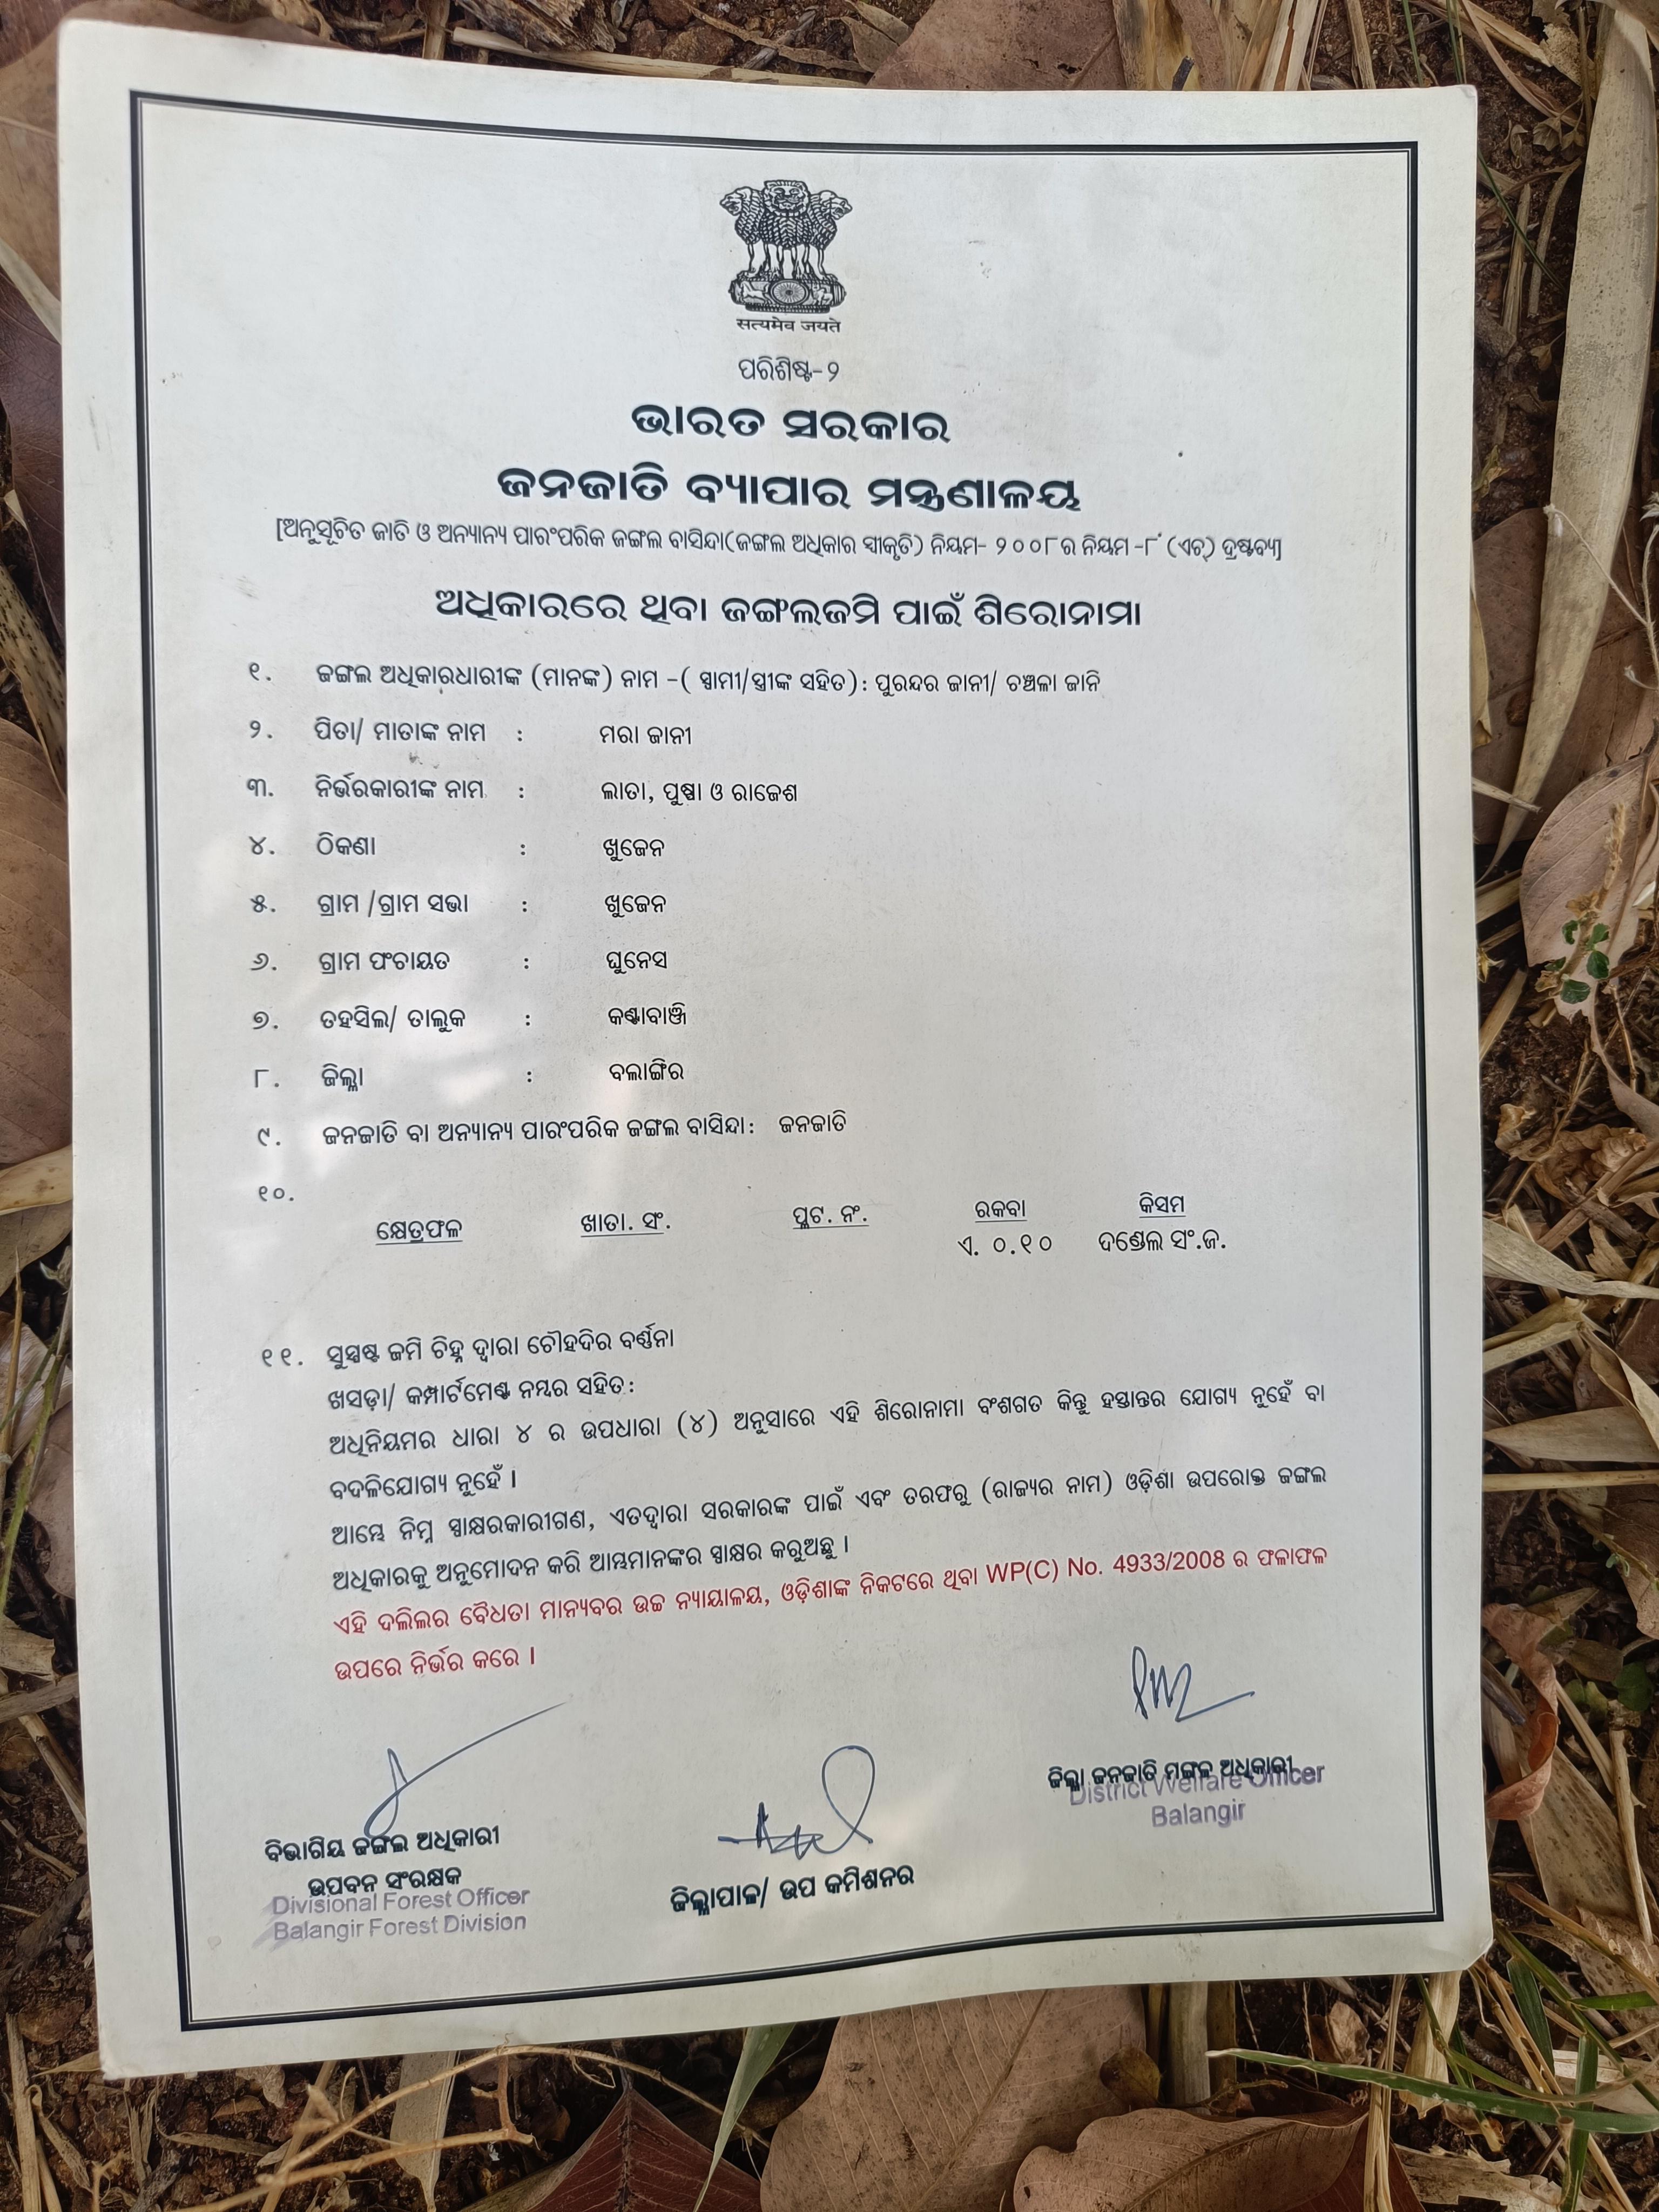 सत्यमेव जयते
ପରିଶିଷ୍ଟ-୨
ଭାରତ ସରକାର
ଜନଜାତି ବ୍ୟାପାର ମନ୍ତ୍ରଣାଳୟ
[ଅନୁସୂଚିତ ଜାତି ଓ ଅନ୍ୟାନ୍ୟ ପାରଂପରିକ ଜଙ୍ଗଲ ବାସିନ୍ଦା(ଜଙ୍ଗଲ ଅଧିକାର ସ୍ୱୀକୃତି) ନିୟମ- ୨୦୦୮ର ନିୟମ -୮ (ଏଚ୍) ଦ୍ରଷ୍ଟବ୍ୟ]
ଅଧିକାରରେ ଥିବା ଜଙ୍ଗଲଜମି ପାଇଁ ଶିରୋନାମା
୧. ଜଙ୍ଗଲ ଅଧିକାରଧାରୀଙ୍କ (ମାନଙ୍କ) ନାମ -( ସ୍ୱାମୀ/ସ୍ତ୍ରୀଙ୍କ ସହିତ): ପୁରନ୍ଦର ଜାନୀ/ ଚଞ୍ଚଳା ଜାନି
୨. ପିତା/ ମାତାଙ୍କ ନାମ : ମରା ଜାନୀ
୩. ନିର୍ଭରକାରୀଙ୍କ ନାମ : ଲାତା, ପୁଷ୍ପା ଓ ରାଜେଶ
୪. ଠିକଣା : ଖୁଜେନ
୫. ଗ୍ରାମ /ଗ୍ରାମ ସଭା : ଖୁଜେନ
୬. ଗ୍ରାମ ପଂଚାୟତ : ଘୁନେସ
୭. ତହସିଲ/ ତାଲୁକ : କଣ୍ଟାବାଞ୍ଜି
୮. ଜିଲ୍ଲା : ବଲାଙ୍ଗିର
୯. ଜନଜାତି ବା ଅନ୍ୟାନ୍ୟ ପାରଂପରିକ ଜଙ୍ଗଲ ବାସିନ୍ଦା: ଜନଜାତି
୧୦.
କ୍ଷେତ୍ରଫଳ ଖାତା. ସଂ. ପ୍ଲଟ. ନଂ. ରକବା କିସମ
ଏ. ୦.୧୦ ଦଣ୍ଡେଲ ସଂ.ଜ.
୧୧. ସୁସ୍ପଷ୍ଟ ଜମି ଚିହ୍ନ ଦ୍ୱାରା ଚୌହଦିର ବର୍ଣ୍ଣନା
ଖସଡ଼ା/ କମ୍ପାର୍ଟମେଣ୍ଟ ନମ୍ବର ସହିତ:
ଅଧିନିୟମର ଧାରା ୪ ର ଉପଧାରା (୪) ଅନୁସାରେ ଏହି ଶିରୋନାମା ବଂଶଗତ କିନ୍ତୁ ହସ୍ତାନ୍ତର ଯୋଗ୍ୟ ନୁହେଁ ବା
ବଦଳିଯୋଗ୍ୟ ନୁହେଁ ।
ଆମ୍ଭେ ନିମ୍ନ ସ୍ୱାକ୍ଷରକାରୀଗଣ, ଏତଦ୍ୱାରା ସରକାରଙ୍କ ପାଇଁ ଏବଂ ତରଫରୁ (ରାଜ୍ୟର ନାମ) ଓଡ଼ିଶା ଉପରୋକ୍ତ ଜଙ୍ଗଲ
ଅଧିକାରକୁ ଅନୁମୋଦନ କରି ଆମ୍ଭମାନଙ୍କର ସ୍ୱାକ୍ଷର କରୁଅଛୁ ।
ଏହି ଦଲିଲର ବୈଧତା ମାନ୍ୟବର ଉଚ୍ଚ ନ୍ୟାୟାଳୟ, ଓଡ଼ିଶାଙ୍କ ନିକଟରେ ଥିବା WP(C) No. 4933/2008 ର ଫଳାଫଳ
ଉପରେ ନିର୍ଭର କରେ ।
ଜିଲ୍ଲା ଜନଜାତି ମଙ୍ଗଳ ଅଧିକାରୀ
District Welfare Officer
Balangir
ବିଭାଗିୟ ଜଙ୍ଗଲ ଅଧିକାରୀ
ଉପବନ ସଂରକ୍ଷକ
Divisional Forest Officer
Balangir Forest Division
ଜିଲ୍ଲାପାଳ/ ଉପ କମିଶନର